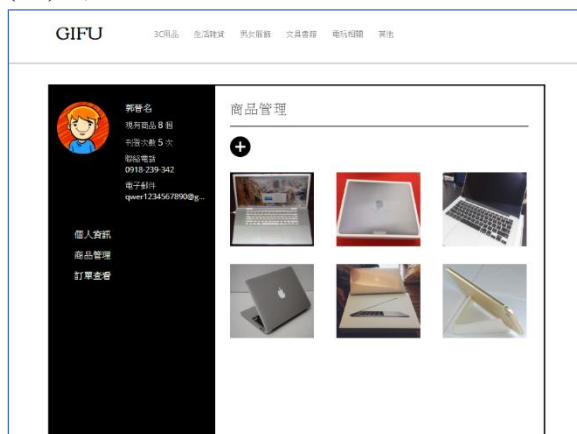 GIFU
3C用品 生活雜貨 男女服飾 文具書籍 電玩相關 其他
郭晉名
現有商品 8 個
刊登次數 5 次
聯絡電話
0918-239-342
電子郵件
qwer1234567890@g...
個人資訊
商品管理
訂單查看
商品管理